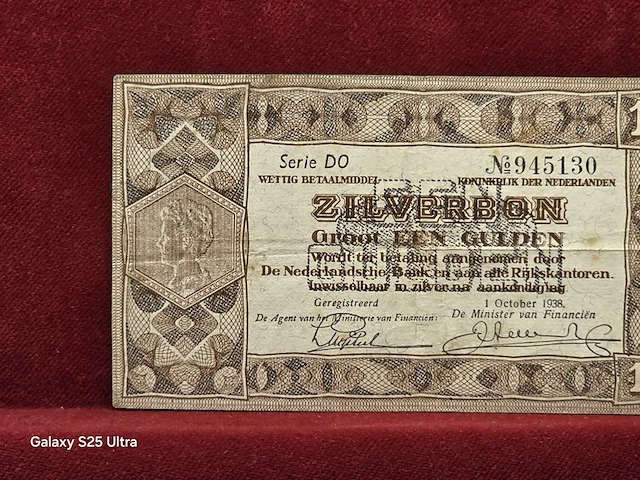 Serie DO
№945130
WETTIG BETAALMIDDEL
KONINKRIJK DER NEDERLANDEN
ZILVERBON
Groot EEN GULDEN
Wordt ter betaling aangenomen door
De Nederlandsche Bank en aan alle Rijkskantoren.
Inwisselbaar in zilver na aankondiging
Geregistreerd
1 October 1938.
De Agent van het Ministerie van Financiën:
De Minister van Financiën
1
1
Galaxy S25 Ultra